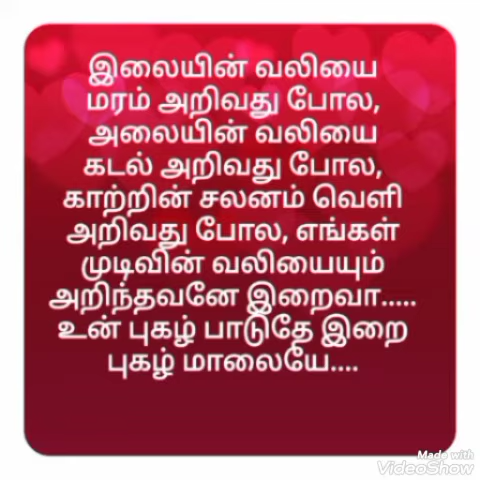 இலையின் வலியை
மரம் அறிவது போல,
அலையின் வலியை
கடல் அறிவது போல,
காற்றின் சலனம் வெளி
அறிவது போல, எங்கள்
முடிவின் வலியையும்
அறிந்தவனே இறைவா.....
உன் புகழ் பாடுதே இறை
புகழ் மாலையே....
Made with
VideoShow